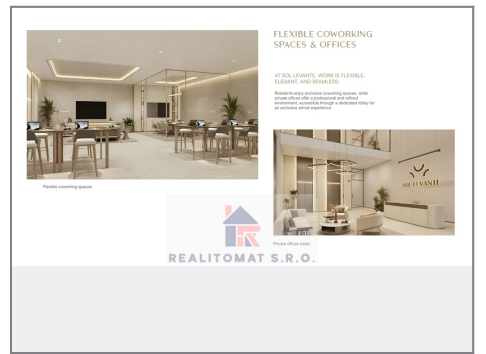 FLEXIBLE COWORKING
SPACES & OFFICES
AT SOL LEVANTE, WORK IS FLEXIBLE,
ELEGANT, AND SEAMLESS.
Residents enjoy exclusive coworking spaces, while
private offices offer a professional and refined
environment, accessible through a dedicated lobby for
an exclusive arrival experience.
Flexible coworking spaces
SOL LEVANTE
Private offices lobby
REALITOMAT S.R.O.